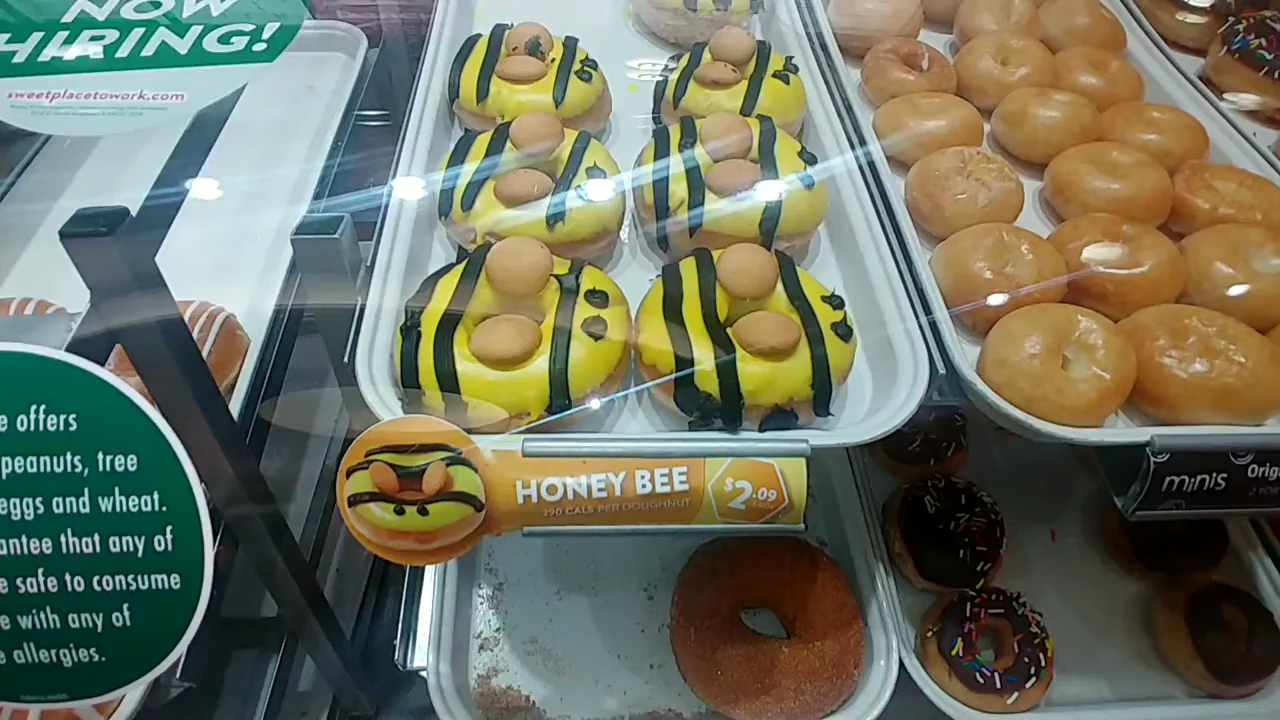 NOW
HIRING!
sweetplacetowork.com
e offers
peanuts, tree
eggs and wheat.
antee that any of
e safe to consume
e with any of
e allergies.
HONEY BEE
290 CALS PER DOUGHNUT
$2.09
EACH
minis
Orig